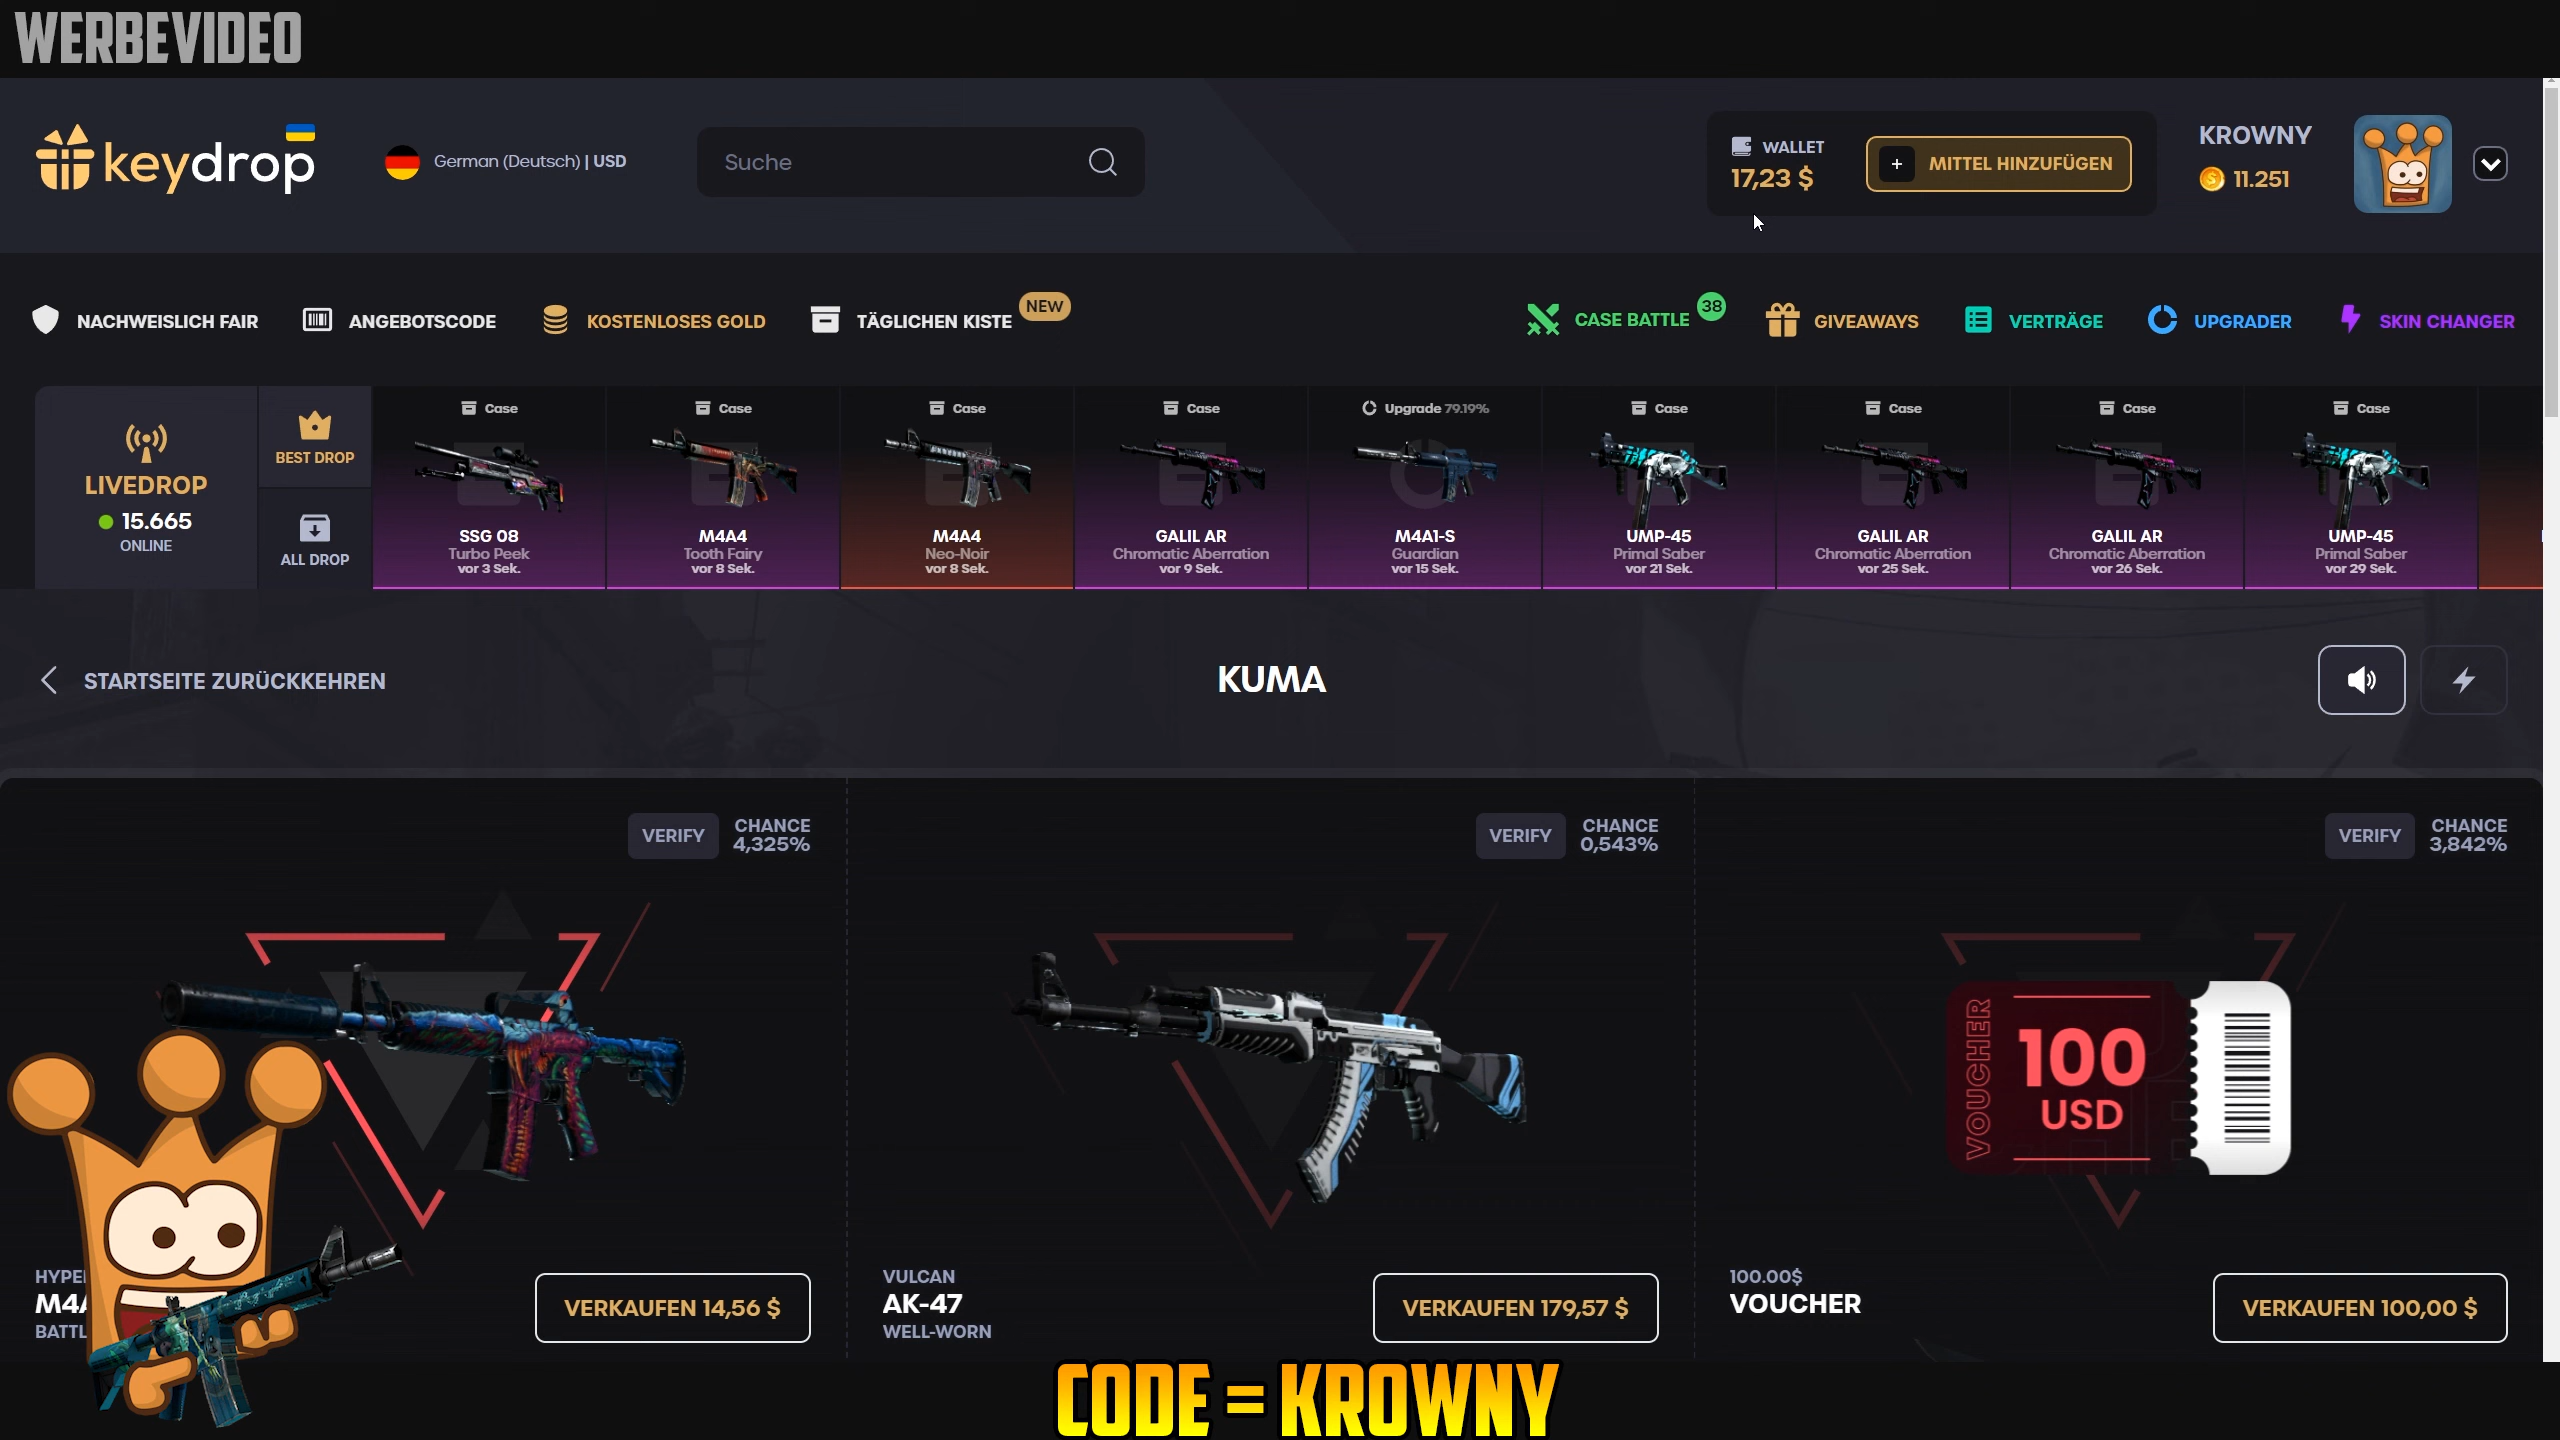 WERBEVIDEO
keydrop
German (Deutsch) | USD
Suche
WALLET
17,23 $
+ MITTEL HINZUFÜGEN
KROWNY
11.251
NACHWEISLICH FAIR
ANGEBOTSCODE
KOSTENLOSES GOLD
TÄGLICHEN KISTE
NEW
CASE BATTLE
38
GIVEAWAYS
VERTRÄGE
UPGRADER
SKIN CHANGER
LIVEDROP
15.665
ONLINE
BEST DROP
ALL DROP
Case
SSG 08
Turbo Peek
vor 3 Sek.
Case
M4A4
Tooth Fairy
vor 8 Sek.
Case
M4A4
Neo-Noir
vor 8 Sek.
Case
GALIL AR
Chromatic Aberration
vor 9 Sek.
Upgrade 79.19%
M4A1-S
Guardian
vor 15 Sek.
Case
UMP-45
Primal Saber
vor 21 Sek.
Case
GALIL AR
Chromatic Aberration
vor 25 Sek.
Case
GALIL AR
Chromatic Aberration
vor 26 Sek.
Case
UMP-45
Primal Saber
vor 29 Sek.
STARTSEITE ZURÜCKKEHREN
KUMA
VERIFY
CHANCE
4,325%
VERKAUFEN 14,56 $
VERIFY
CHANCE
0,543%
VULCAN
AK-47
WELL-WORN
VERKAUFEN 179,57 $
VERIFY
CHANCE
3,842%
VOUCHER
100
USD
100.00$
VOUCHER
VERKAUFEN 100,00 $
CODE = KROWNY